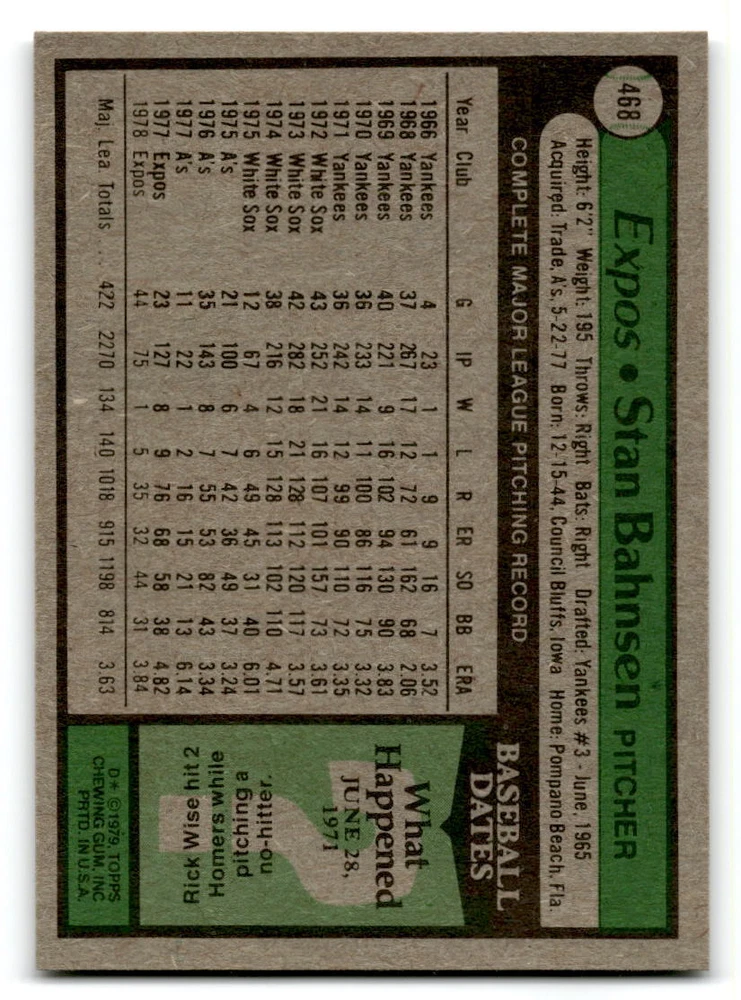 468
Expos • Stan Bahnsen PITCHER
Height: 6'2" Weight: 195 Throws: Right Bats: Right Drafted: Yankees #3 - June, 1965
Acquired: Trade, A's, 5-22-77 Born: 12-15-44, Council Bluffs, Iowa Home: Pompano Beach, Fla.
COMPLETE MAJOR LEAGUE PITCHING RECORD
Year Club G IP W L R ER SO BB ERA
1966 Yankees 4 23 1 1 9 9 16 7 3.52
1968 Yankees 37 267 17 12 72 61 162 68 2.06
1969 Yankees 40 221 9 16 102 94 130 90 3.83
1970 Yankees 36 233 14 11 100 86 116 75 3.32
1971 Yankees 36 242 14 12 99 90 110 72 3.35
1972 White Sox 43 252 21 16 107 101 157 73 3.61
1973 White Sox 42 282 18 21 128 112 120 117 3.57
1974 White Sox 38 216 12 15 128 113 102 110 4.71
1975 White Sox 12 67 4 6 49 45 31 40 6.01
1975 A's 21 100 6 7 42 36 49 37 3.24
1976 A's 35 143 8 7 55 53 82 43 3.34
1977 A's 11 22 1 2 16 15 21 13 6.14
1977 Expos 23 127 8 9 76 68 58 38 4.82
1978 Expos 44 75 1 5 35 32 44 31 3.84
Maj. Lea Totals ... 422 2270 134 140 1018 915 1198 814 3.63
BASEBALL
DATES
What
Happened
JUNE 28,
1971
?
Rick Wise hit 2
Homers while
pitching a
no-hitter.
D* ©1979, TOPPS
CHEWING GUM, INC
PRTD. IN U.S.A.